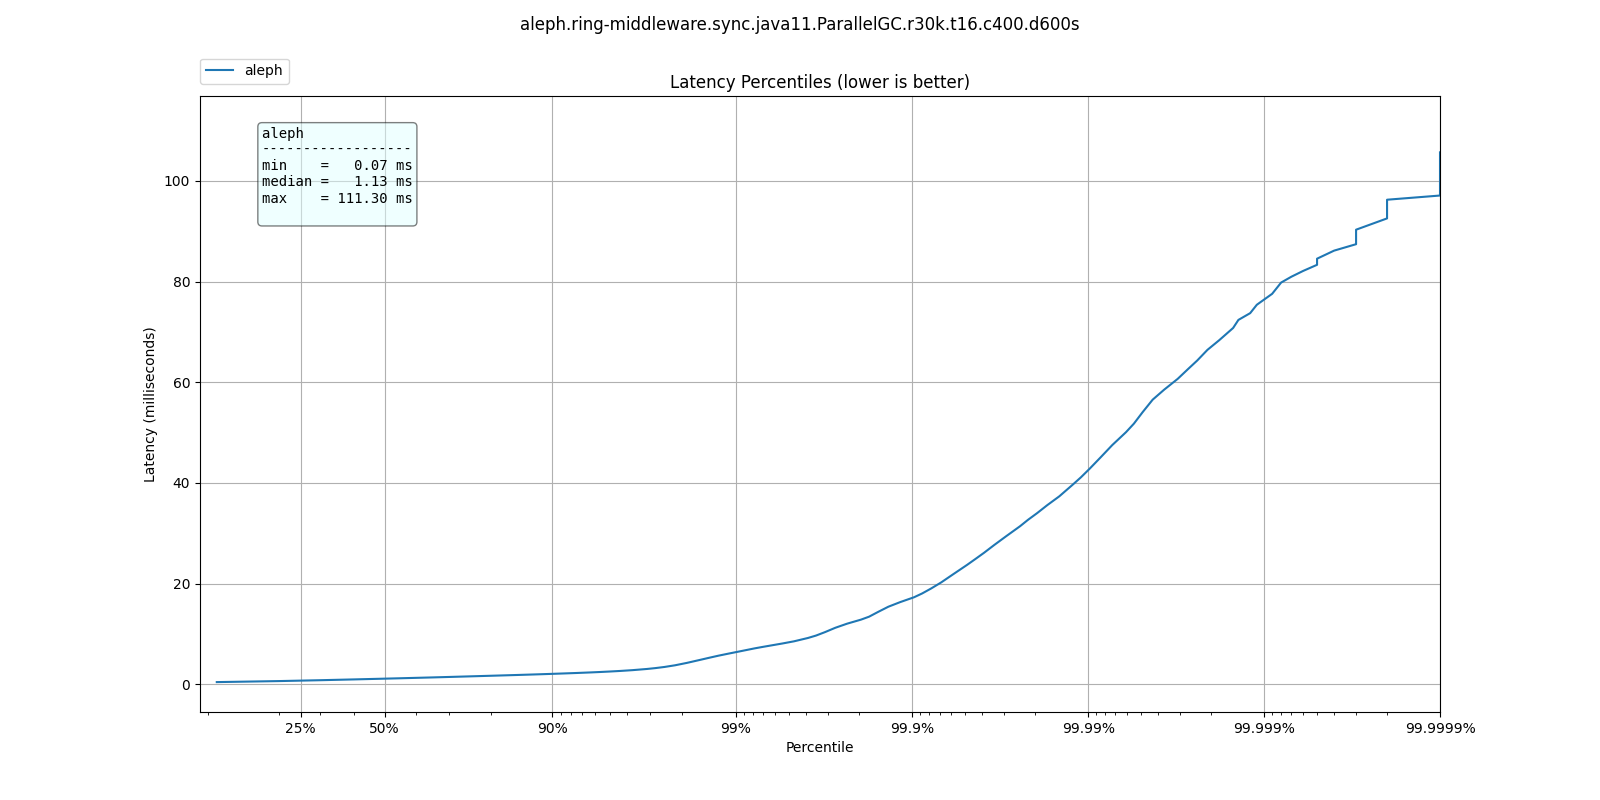 aleph.ring-middleware.sync.java11.ParallelGC.r30k.t16.c400.d600s
aleph
Latency Percentiles (lower is better)
aleph
------------------
min    =   0.07 ms
median =   1.13 ms
max    = 111.30 ms
100
80
60
40
20
0
Latency (milliseconds)
25% 50% 90% 99% 99.9% 99.99% 99.999% 99.9999%
Percentile